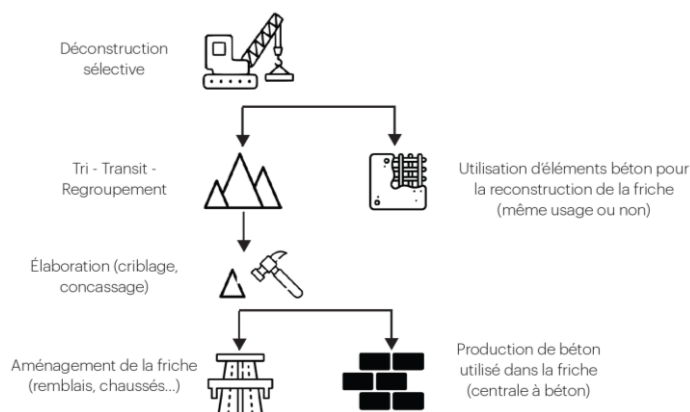 Déconstruction
sélective
Tri - Transit -
Regroupement
Utilisation d'éléments béton pour
la reconstruction de la friche
(même usage ou non)
Élaboration (criblage,
concassage)
Aménagement de la friche
(remblais, chaussés...)
Production de béton
utilisé dans la friche
(centrale à béton)